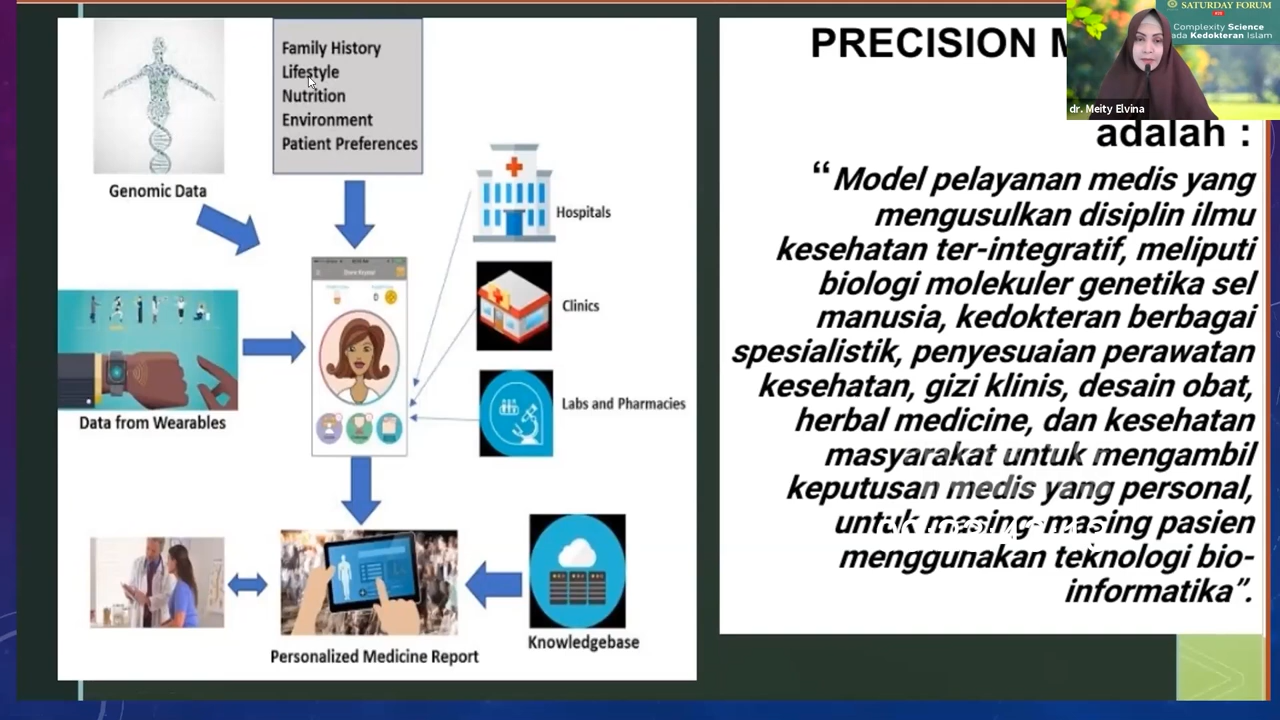 Family History
Lifestyle
Nutrition
Environment
Patient Preferences
Genomic Data
Hospitals
Clinics
Data from Wearables
Labs and Pharmacies
Personalized Medicine Report
Knowledgebase
PRECISION M
adalah :
“Model pelayanan medis yang
mengusulkan disiplin ilmu
kesehatan ter-integratif, meliputi
biologi molekuler genetika sel
manusia, kedokteran berbagai
spesialistik, penyesuaian perawatan
kesehatan, gizi klinis, desain obat,
herbal medicine, dan kesehatan
masyarakat untuk mengambil
keputusan medis yang personal,
untuk masing-masing pasien
menggunakan teknologi bio-
informatika”.
SATURDAY FORUM
Complexity Science
ada Kedokteran Islam
dr. Meity Elvina